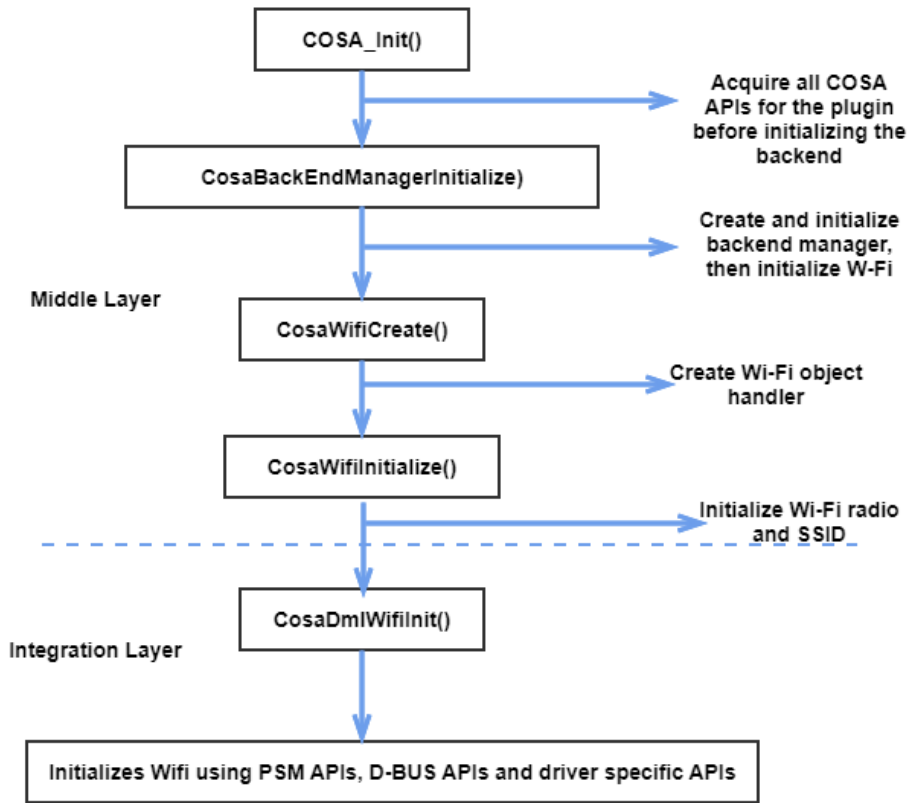 COSA_Init()
Acquire all COSA
APIs for the plugin
before initializing the
backend
CosaBackEndManagerInitialize)
Create and initialize
backend manager,
then initialize W-Fi
Middle Layer
CosaWifiCreate()
Create Wi-Fi object
handler
CosaWifiInitialize()
Initialize Wi-Fi radio
and SSID
CosaDmlWifiInit()
Integration Layer
Initializes Wifi using PSM APIs, D-BUS APIs and driver specific APIs